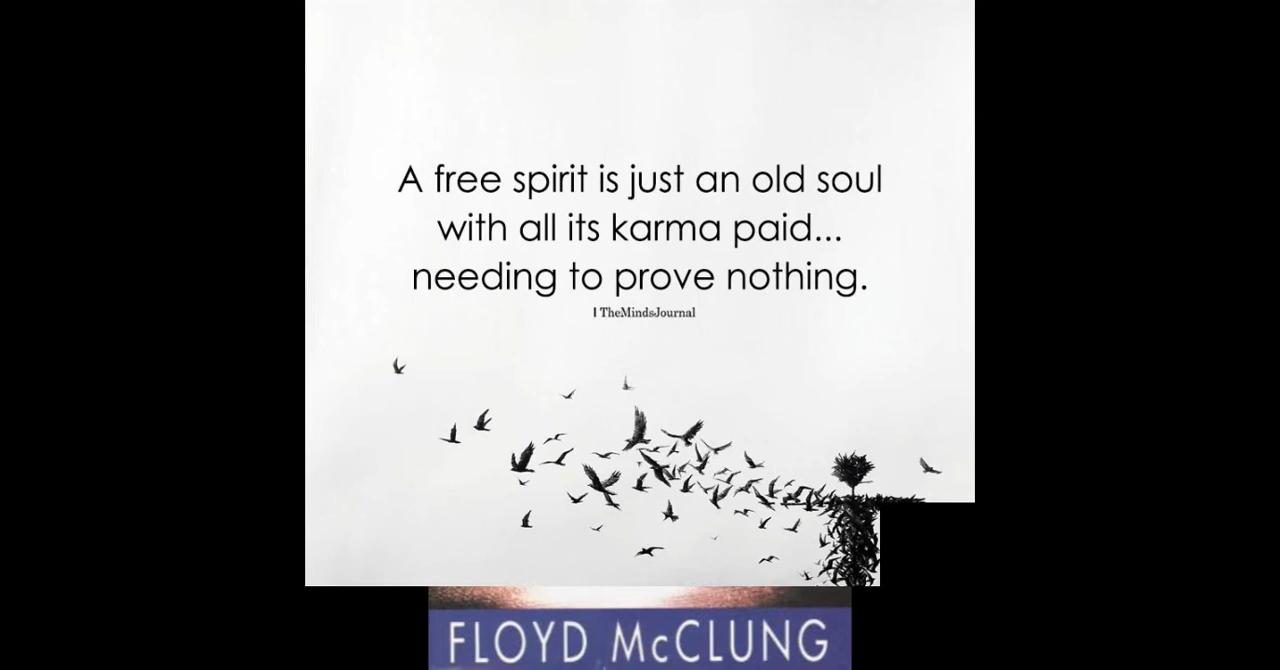 A free spirit is just an old soul
with all its karma paid...
needing to prove nothing.
| TheMindsJournal
FLOYD McCLUNG